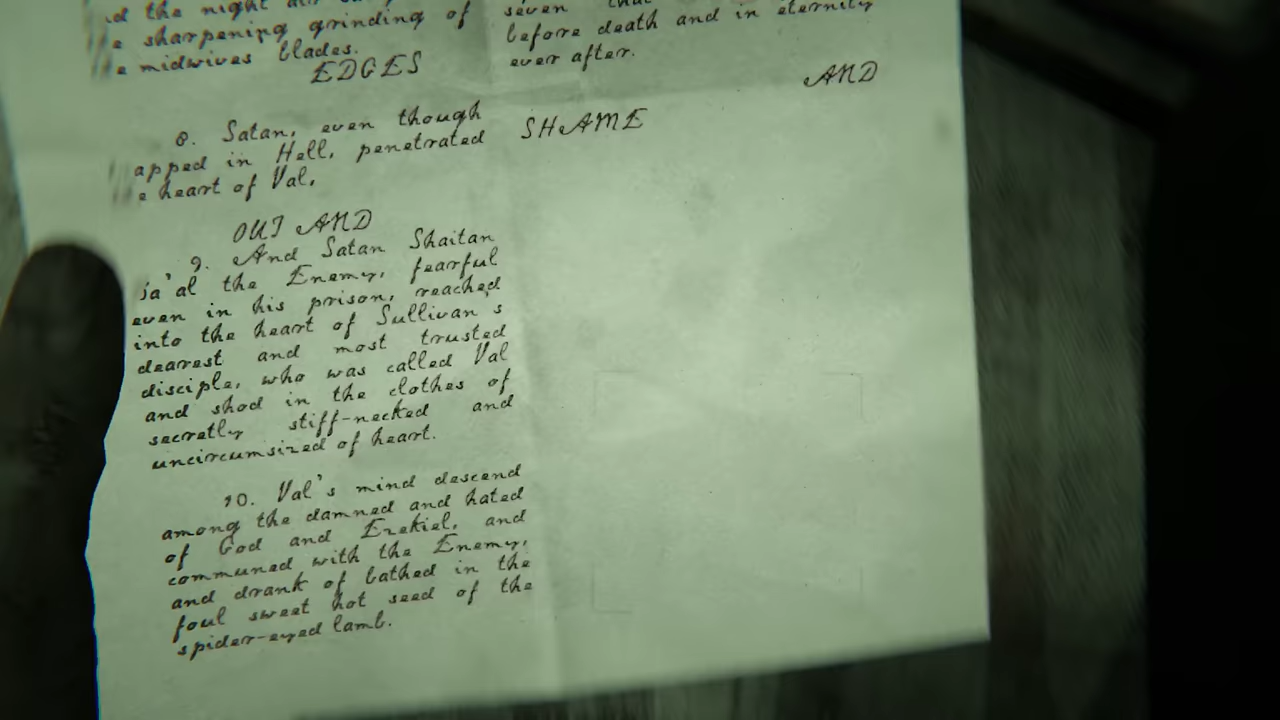 the night
sharpening grinding of
midwives blades.
EDGES
8. Satan, even though
apped in Hell, penetrated
e heart of Val.
OUT AND
9. And Satan Shaitan
Ba'al the Enemy, fearful
even in his prison, reached
into the heart of Sullivan s
dearest and most trusted
disciple, who was called Val
and shod in the clothes of
secretly stiff-necked and
uncircumsized of heart.
10. Val's mind descend
among the damned and hated
of God and Ezekiel, and
communed with the Enemy,
and drank of bathed in the
foul sweet hot seed of the
spider-eyed lamb.
seven
before death and in eternity
ever after.
AND
SHAME